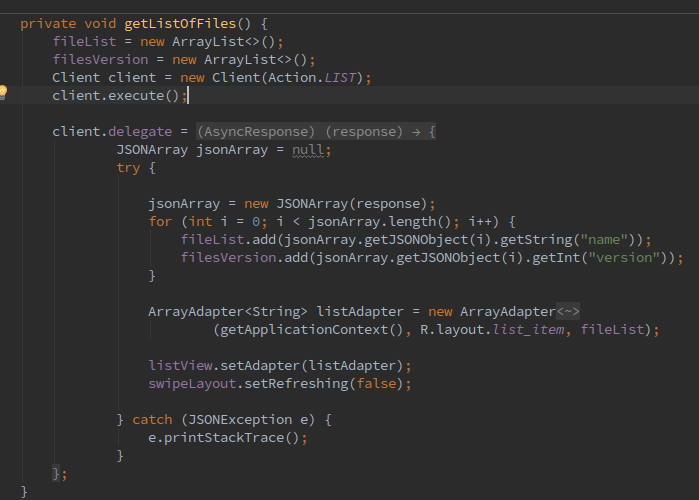 private void getListOfFiles() {
    fileList = new ArrayList<>();
    filesVersion = new ArrayList<>();
    Client client = new Client(Action.LIST);
    client.execute();

    client.delegate = (AsyncResponse) (response) → {
            JSONArray jsonArray = null;
            try {

                jsonArray = new JSONArray(response);
                for (int i = 0; i < jsonArray.length(); i++) {
                    fileList.add(jsonArray.getJSONObject(i).getString("name"));
                    filesVersion.add(jsonArray.getJSONObject(i).getInt("version"));
                }

                ArrayAdapter<String> listAdapter = new ArrayAdapter<~>
                        (getApplicationContext(), R.layout.list_item, fileList);

                listView.setAdapter(listAdapter);
                swipeLayout.setRefreshing(false);

            } catch (JSONException e) {
                e.printStackTrace();
            }
    };
}